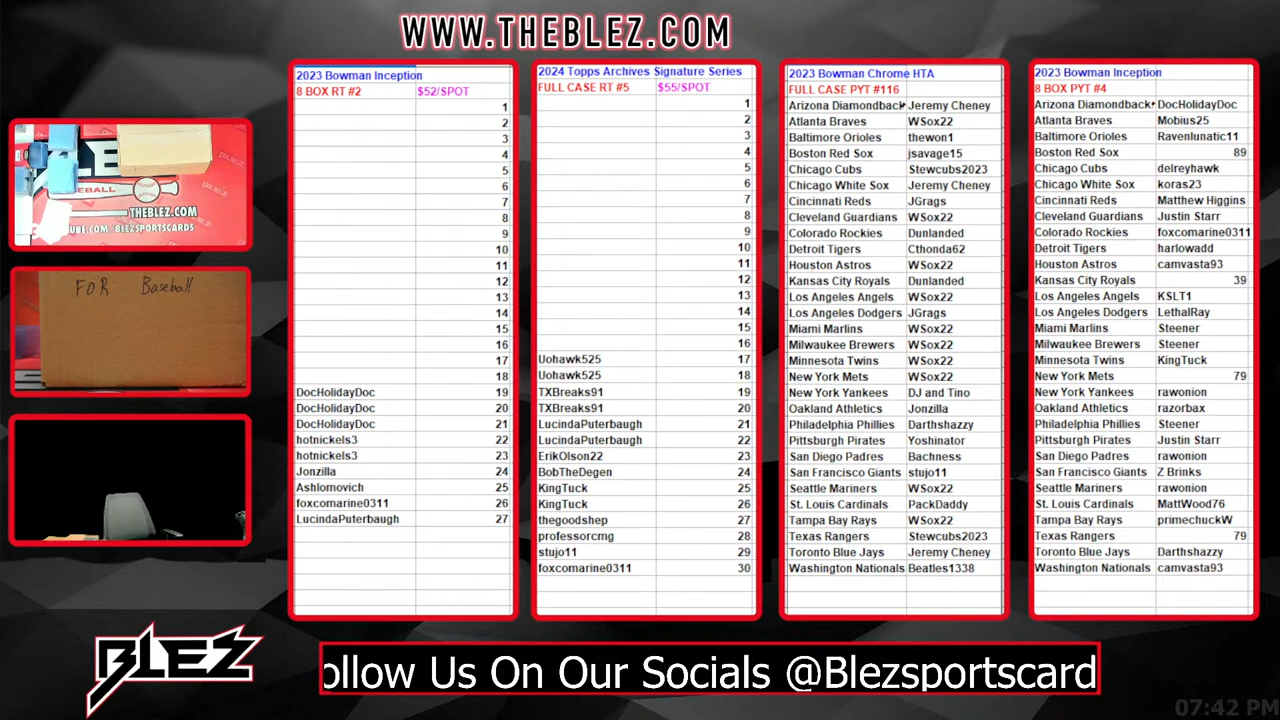 WWW.THEBLEZ.COM
BASEBALL
THEBLEZ.COM
UBE.COM/BLEZSPORTSCARDS
FOR Baseball
2023 Bowman Inception
8 BOX RT #2 $52/SPOT
1
2
3
4
5
6
7
8
9
10
11
12
13
14
15
16
17
18
DocHolidayDoc 19
DocHolidayDoc 20
DocHolidayDoc 21
hotnickels3 22
hotnickels3 23
Jonzilla 24
Ashlomovich 25
foxcomarine0311 26
LucindaPuterbaugh 27
2024 Topps Archives Signature Series
FULL CASE RT #5 $55/SPOT
1
2
3
4
5
6
7
8
9
10
11
12
13
14
15
16
Uohawk525 17
Uohawk525 18
TXBreaks91 19
TXBreaks91 20
LucindaPuterbaugh 21
LucindaPuterbaugh 22
ErikOlson22 23
BobTheDegen 24
KingTuck 25
KingTuck 26
thegoodshep 27
professorcmg 28
stujo11 29
foxcomarine0311 30
2023 Bowman Chrome HTA
FULL CASE PYT #116
Arizona Diamondback Jeremy Cheney
Atlanta Braves WSox22
Baltimore Orioles thewon1
Boston Red Sox jsavage15
Chicago Cubs Stewcubs2023
Chicago White Sox Jeremy Cheney
Cincinnati Reds JGrags
Cleveland Guardians WSox22
Colorado Rockies Dunlanded
Detroit Tigers Cthonda62
Houston Astros WSox22
Kansas City Royals Dunlanded
Los Angeles Angels WSox22
Los Angeles Dodgers JGrags
Miami Marlins WSox22
Milwaukee Brewers WSox22
Minnesota Twins WSox22
New York Mets WSox22
New York Yankees DJ and Tino
Oakland Athletics Jonzilla
Philadelphia Phillies Darthshazzy
Pittsburgh Pirates Yoshinator
San Diego Padres Bachness
San Francisco Giants stujo11
Seattle Mariners WSox22
St. Louis Cardinals PackDaddy
Tampa Bay Rays WSox22
Texas Rangers Stewcubs2023
Toronto Blue Jays Jeremy Cheney
Washington Nationals Beatles1338
2023 Bowman Inception
8 BOX PYT #4
Arizona Diamondback DocHolidayDoc
Atlanta Braves Mobius25
Baltimore Orioles Ravenlunatic11
Boston Red Sox 89
Chicago Cubs delreyhawk
Chicago White Sox koras23
Cincinnati Reds Matthew Higgins
Cleveland Guardians Justin Starr
Colorado Rockies foxcomarine0311
Detroit Tigers harlowadd
Houston Astros camvasta93
Kansas City Royals 39
Los Angeles Angels KSLT1
Los Angeles Dodgers LethalRay
Miami Marlins Steener
Milwaukee Brewers Steener
Minnesota Twins KingTuck
New York Mets 79
New York Yankees rawonion
Oakland Athletics razorbax
Philadelphia Phillies Steener
Pittsburgh Pirates Justin Starr
San Diego Padres rawonion
San Francisco Giants Z Brinks
Seattle Mariners rawonion
St. Louis Cardinals MattWood76
Tampa Bay Rays primechuckW
Texas Rangers 79
Toronto Blue Jays Darthshazzy
Washington Nationals camvasta93
BLEZ
ollow Us On Our Socials @Blezsportscard
07:42 PM